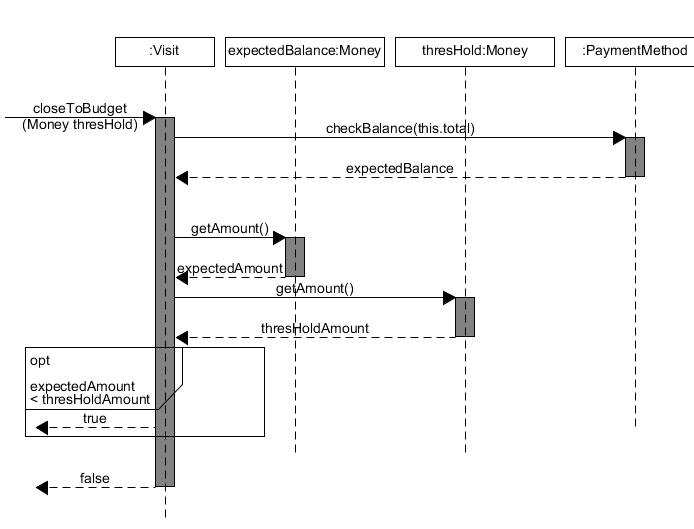 :Visit
expectedBalance:Money
thresHold:Money
:PaymentMethod
closeToBudget
(Money thresHold)
checkBalance(this.total)
expectedBalance
getAmount()
expectedAmount
getAmount()
thresHoldAmount
opt
expectedAmount
< thresHoldAmount
true
false